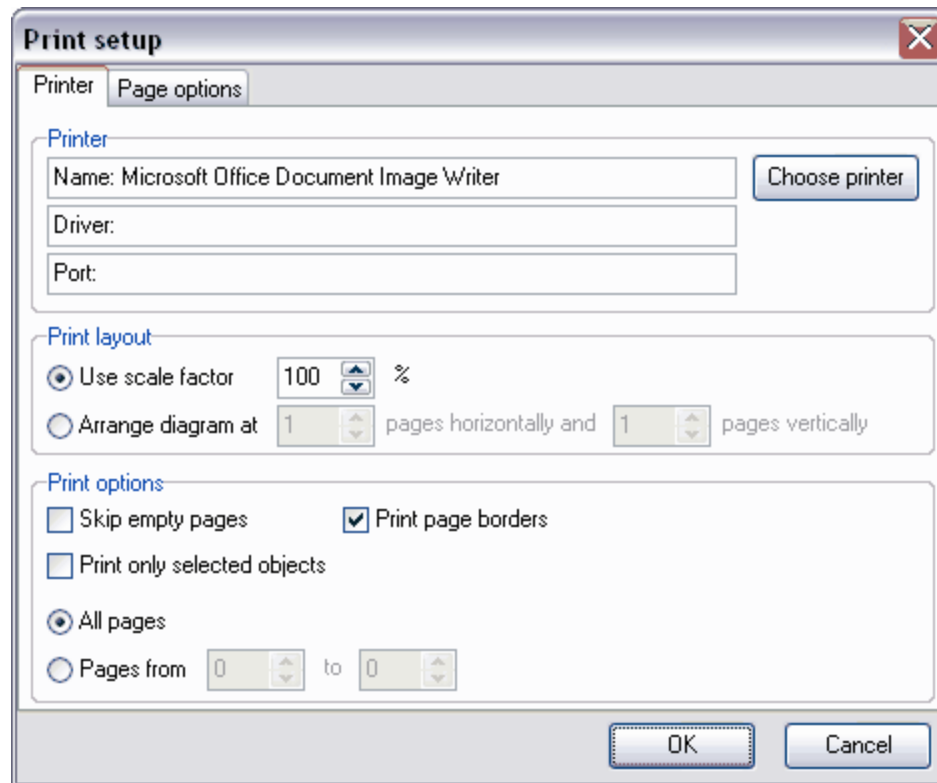 Print setup
Printer Page options
Printer
Name: Microsoft Office Document Image Writer Choose printer
Driver:
Port:
Print layout
Use scale factor 100 %
Arrange diagram at 1 pages horizontally and 1 pages vertically
Print options
Skip empty pages Print page borders
Print only selected objects
All pages
Pages from 0 to 0
OK Cancel